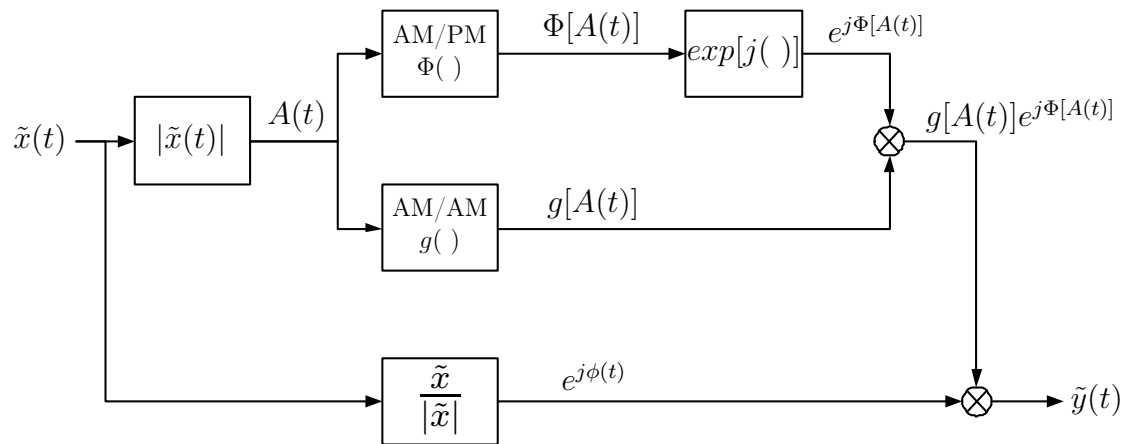 AM/PM
Φ( )
Φ[A(t)]
exp[j( )]
e^{jΦ[A(t)]}
x̃(t)
|x̃(t)|
A(t)
g[A(t)]e^{jΦ[A(t)]}
AM/AM
g( )
g[A(t)]
x̃
|x̃|
e^{jϕ(t)}
ỹ(t)